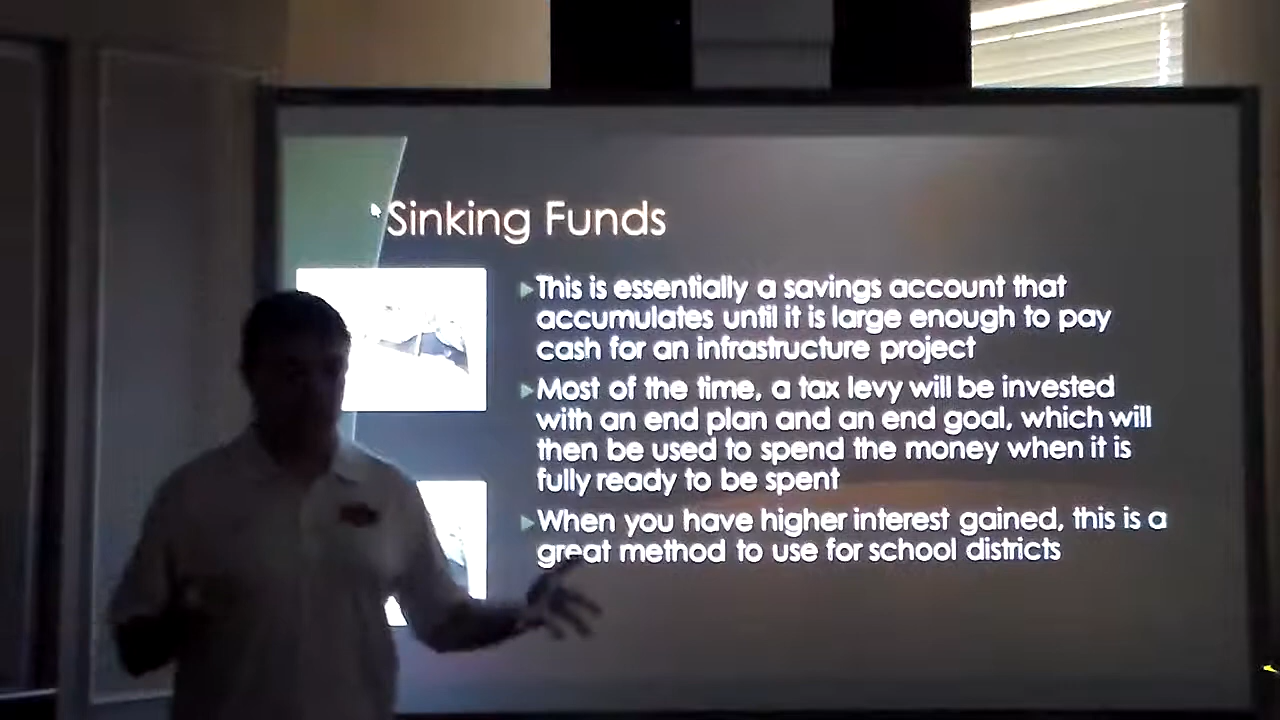 Sinking Funds
This is essentially a savings account that
accumulates until it is large enough to pay
cash for an infrastructure project
Most of the time, a tax levy will be invested
with an end plan and an end goal, which will
then be used to spend the money when it is
fully ready to be spent
When you have higher interest gained, this is a
great method to use for school districts